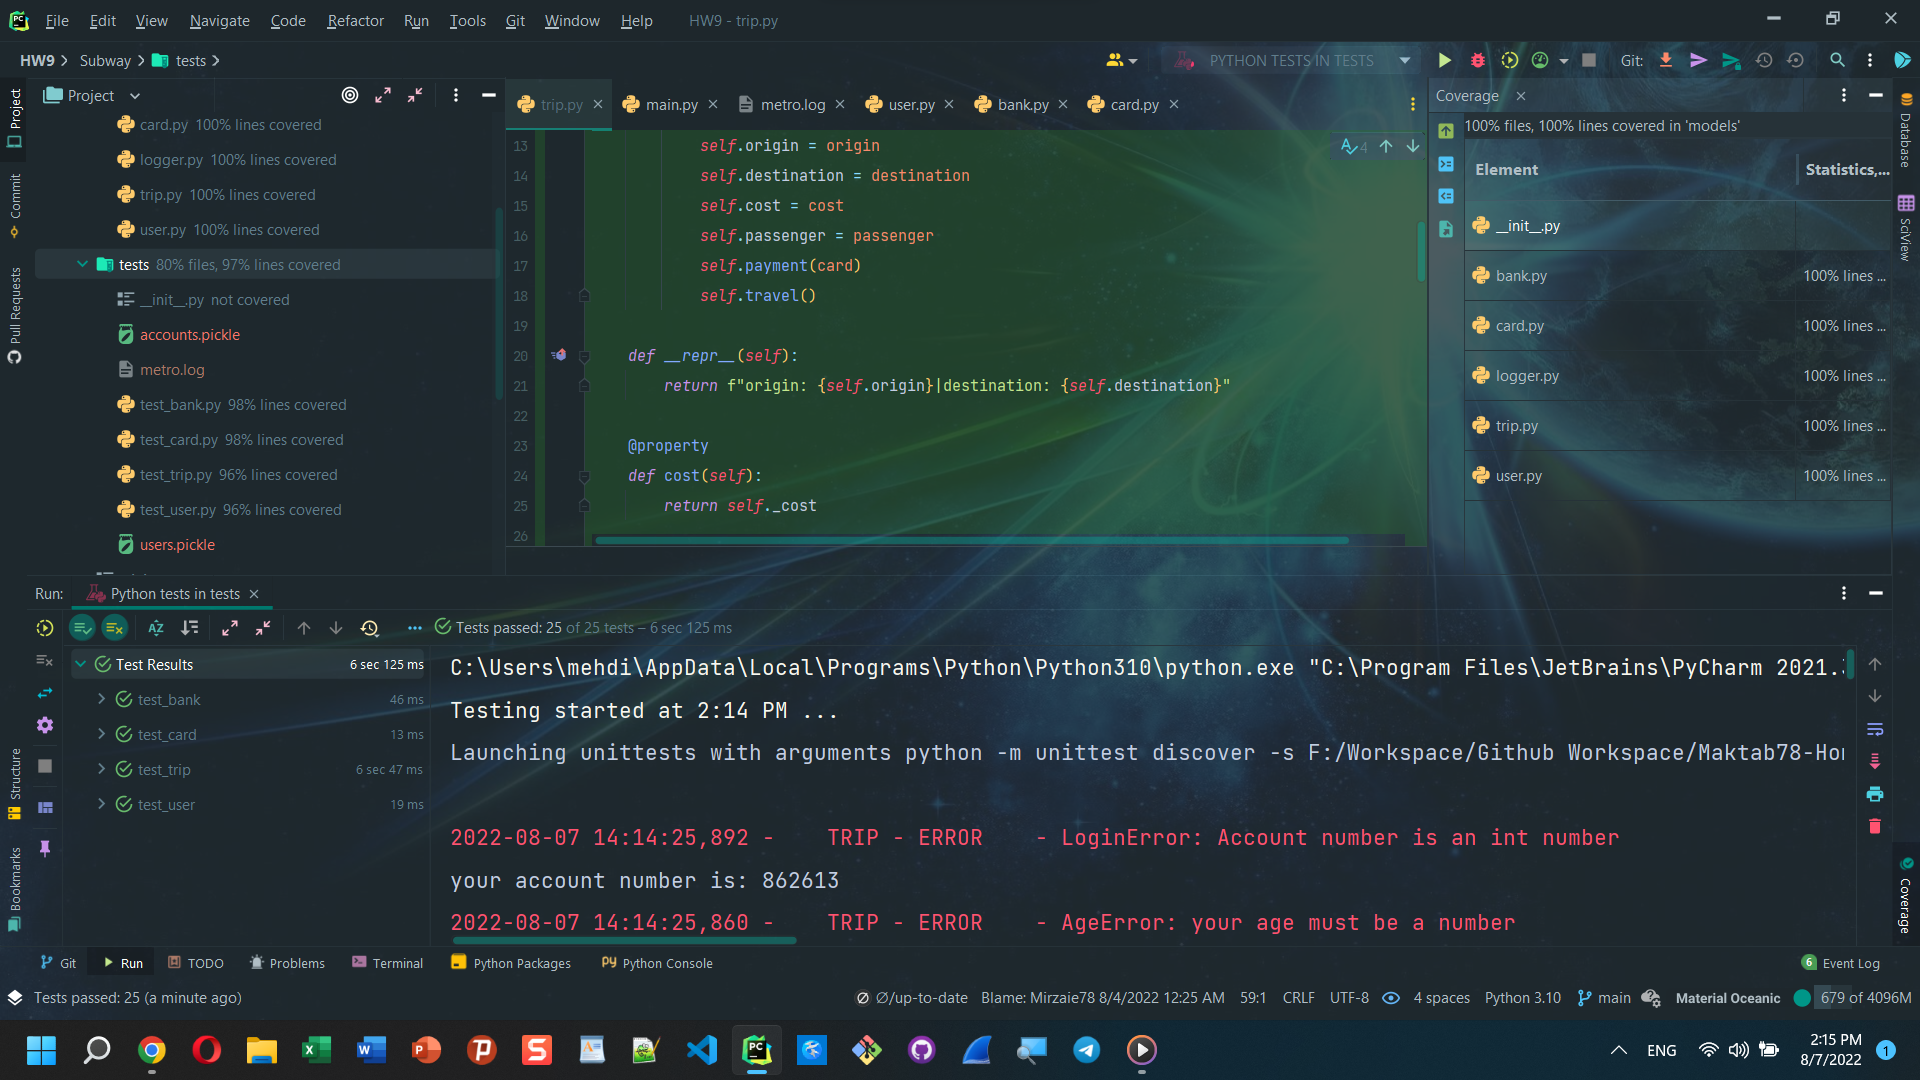 File Edit View Navigate Code Refactor Run Tools Git Window Help HW9 - trip.py
HW9 Subway tests
PYTHON TESTS IN TESTS
Git:
Project
card.py 100% lines covered
logger.py 100% lines covered
trip.py 100% lines covered
user.py 100% lines covered
tests 80% files, 97% lines covered
__init__.py not covered
accounts.pickle
metro.log
test_bank.py 98% lines covered
test_card.py 98% lines covered
test_trip.py 96% lines covered
test_user.py 96% lines covered
users.pickle
Project
Commit
Pull Requests
Structure
Bookmarks
trip.py main.py metro.log user.py bank.py card.py
4
13 self.origin = origin
14 self.destination = destination
15 self.cost = cost
16 self.passenger = passenger
17 self.payment(card)
18 self.travel()
19
20 def __repr__(self):
21 return f"origin: {self.origin}|destination: {self.destination}"
22
23 @property
24 def cost(self):
25 return self._cost
26
Coverage
100% files, 100% lines covered in 'models'
Element Statistics,...
__init__.py
bank.py 100% lines ...
card.py 100% lines ...
logger.py 100% lines ...
trip.py 100% lines ...
user.py 100% lines ...
Database
SciView
Coverage
Run: Python tests in tests
Tests passed: 25 of 25 tests – 6 sec 125 ms
Test Results 6 sec 125 ms
test_bank 46 ms
test_card 13 ms
test_trip 6 sec 47 ms
test_user 19 ms
C:\Users\mehdi\AppData\Local\Programs\Python\Python310\python.exe "C:\Program Files\JetBrains\PyCharm 2021.
Testing started at 2:14 PM ...
Launching unittests with arguments python -m unittest discover -s F:/Workspace/Github Workspace/Maktab78-Ho
2022-08-07 14:14:25,892 - TRIP - ERROR - LoginError: Account number is an int number
your account number is: 862613
2022-08-07 14:14:25,860 - TRIP - ERROR - AgeError: your age must be a number
Git Run TODO Problems Terminal Python Packages Python Console 6 Event Log
Tests passed: 25 (a minute ago) ∅/up-to-date Blame: Mirzaie78 8/4/2022 12:25 AM 59:1 CRLF UTF-8 4 spaces Python 3.10 main Material Oceanic 679 of 4096M
ENG 2:15 PM
8/7/2022 1